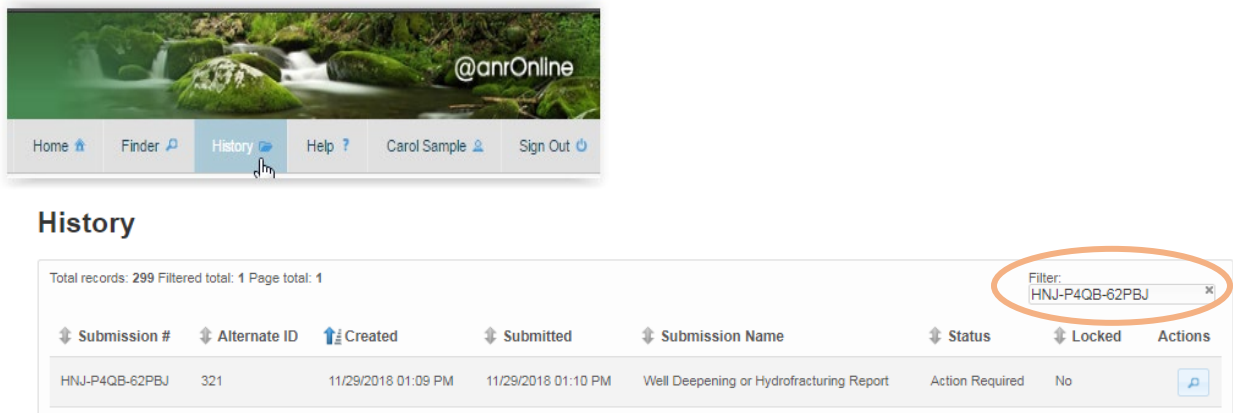 @anrOnline
Home Finder History Help ? Carol Sample Sign Out
History
Total records: 299 Filtered total: 1 Page total: 1
Filter:
HNJ-P4QB-62PBJ ×
Submission # Alternate ID Created Submitted Submission Name Status Locked Actions
HNJ-P4QB-62PBJ 321 11/29/2018 01:09 PM 11/29/2018 01:10 PM Well Deepening or Hydrofracturing Report Action Required No